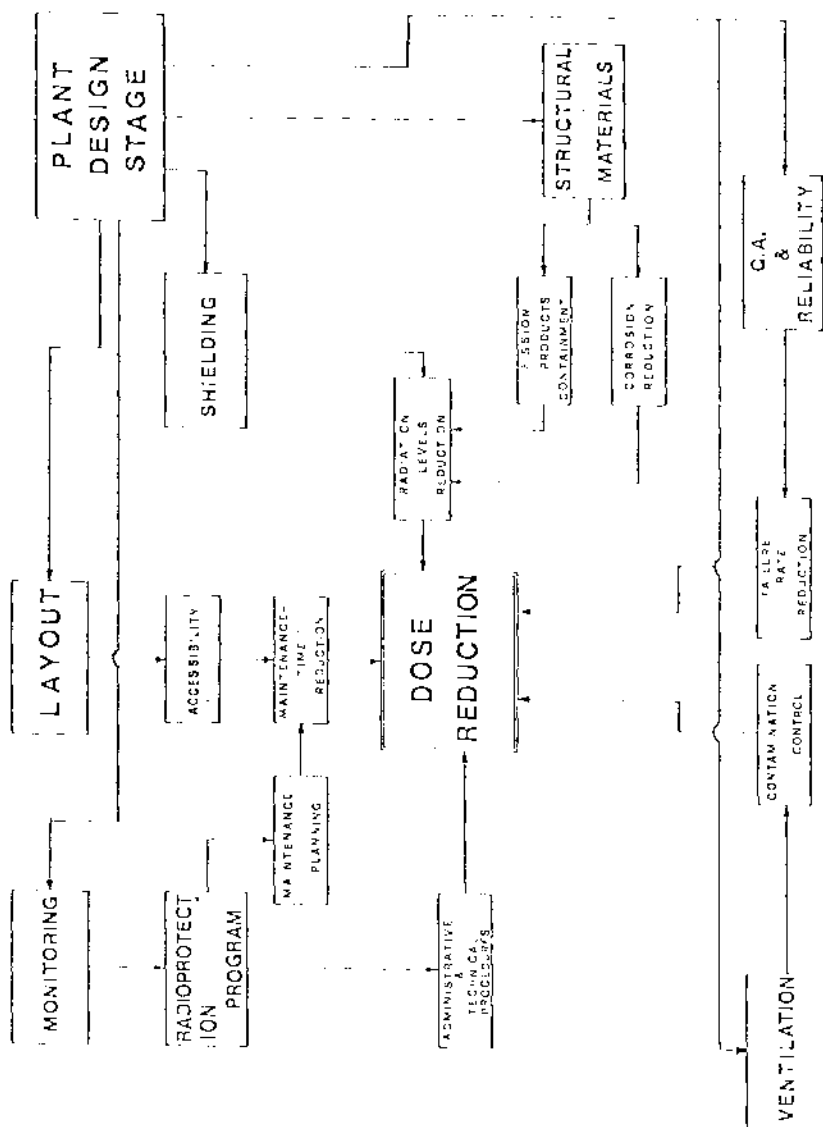 MONITORING
LAYOUT
PLANT
DESIGN
STAGE
RADIOPROTECT
ION
PROGRAM
ACCESSIBILITY
SHIELDING
MAINTENANCE
PLANNING
MAINTENANCE-
TIME
REDUCTION
ADMINISTRATIVE
&
TECHNICAL
PROCEDURES
DOSE
REDUCTION
RADIATION
LEVELS
REDUCTION
FISSION
PRODUCTS
CONTAINMENT
STRUCTURAL
MATERIALS
CORROSION
REDUCTION
VENTILATION
CONTAMINATION
CONTROL
FAILURE
RATE
REDUCTION
Q.A.
&
RELIABILITY